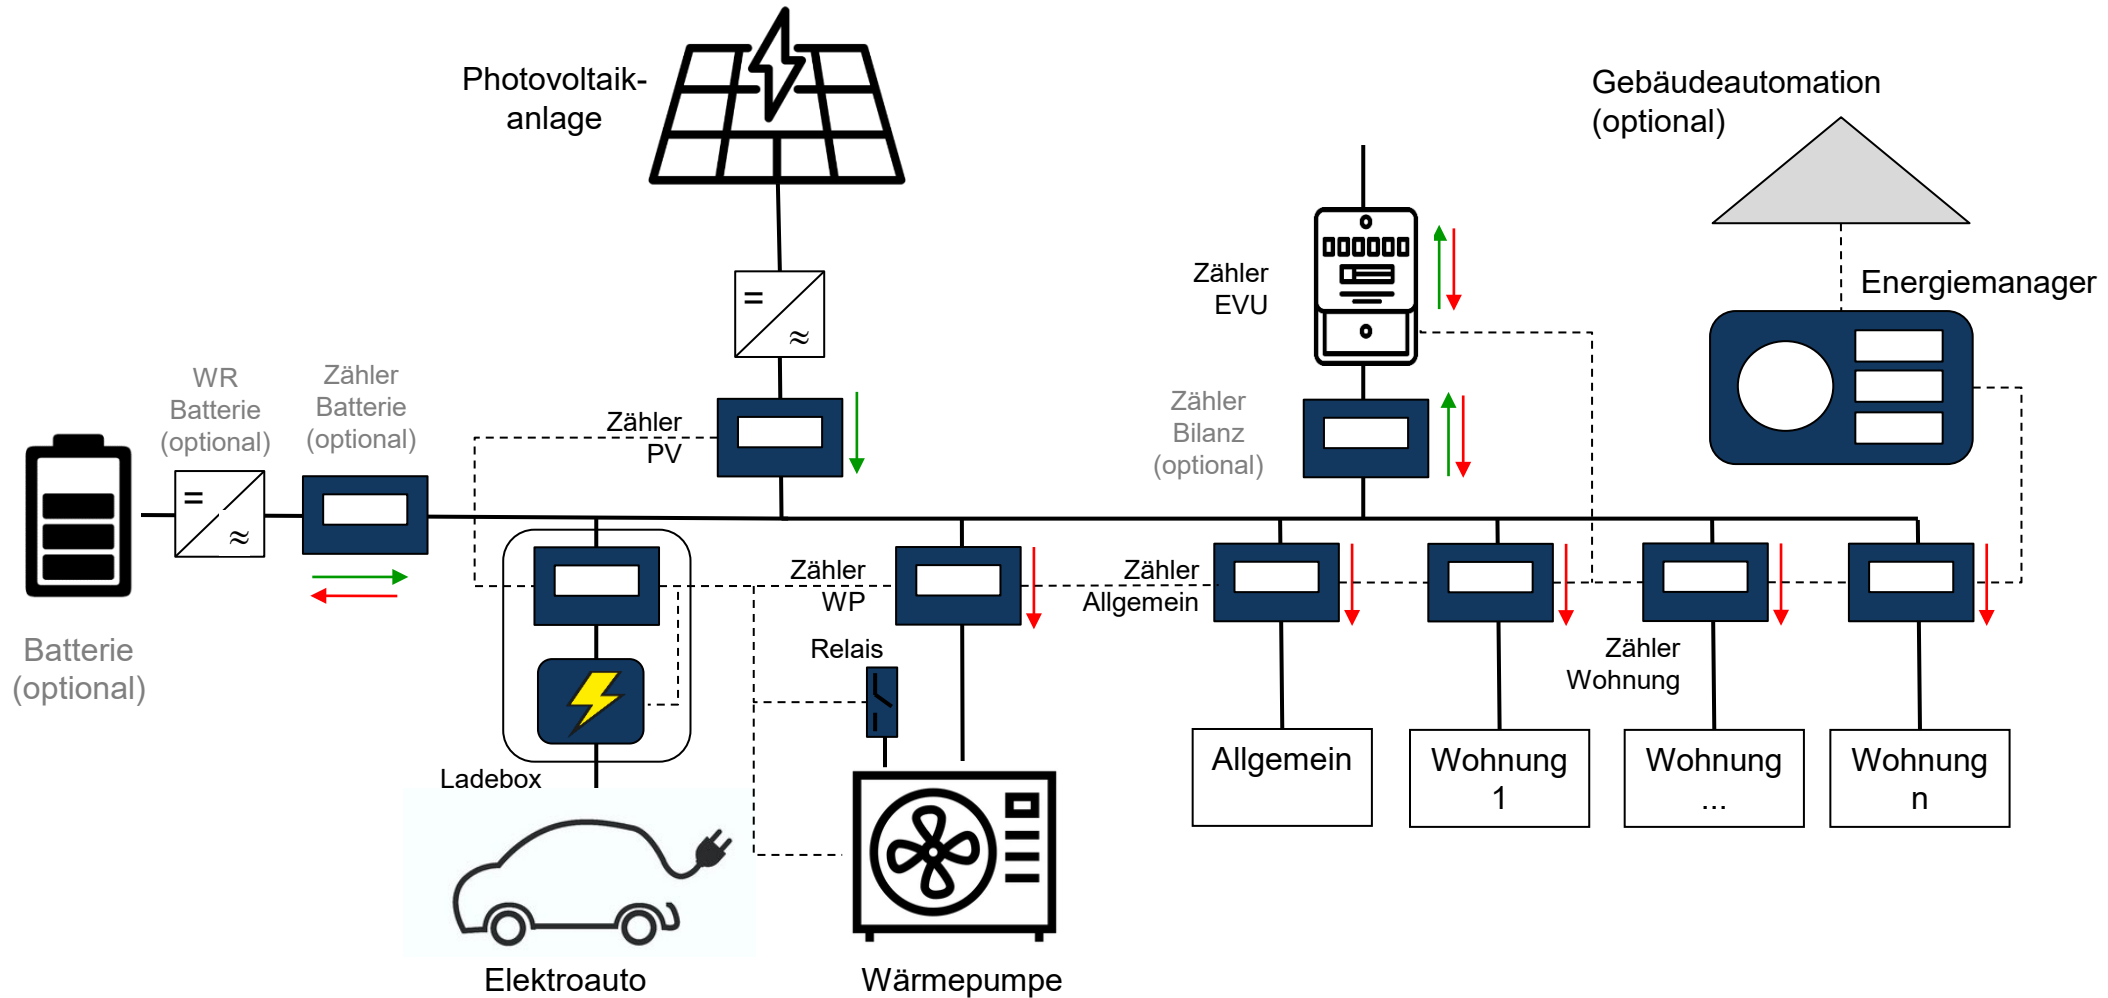 Photovoltaik-
anlage
Gebäudeautomation
(optional)
Zähler
EVU
Energiemanager
WR
Batterie
(optional)
Zähler
Batterie
(optional)
Zähler
PV
Zähler
Bilanz
(optional)
=
≈
=
≈
Batterie
(optional)
Zähler
WP
Zähler
Allgemein
Relais
Zähler
Wohnung
Ladebox
Allgemein
Wohnung
1
Wohnung
...
Wohnung
n
Elektroauto
Wärmepumpe